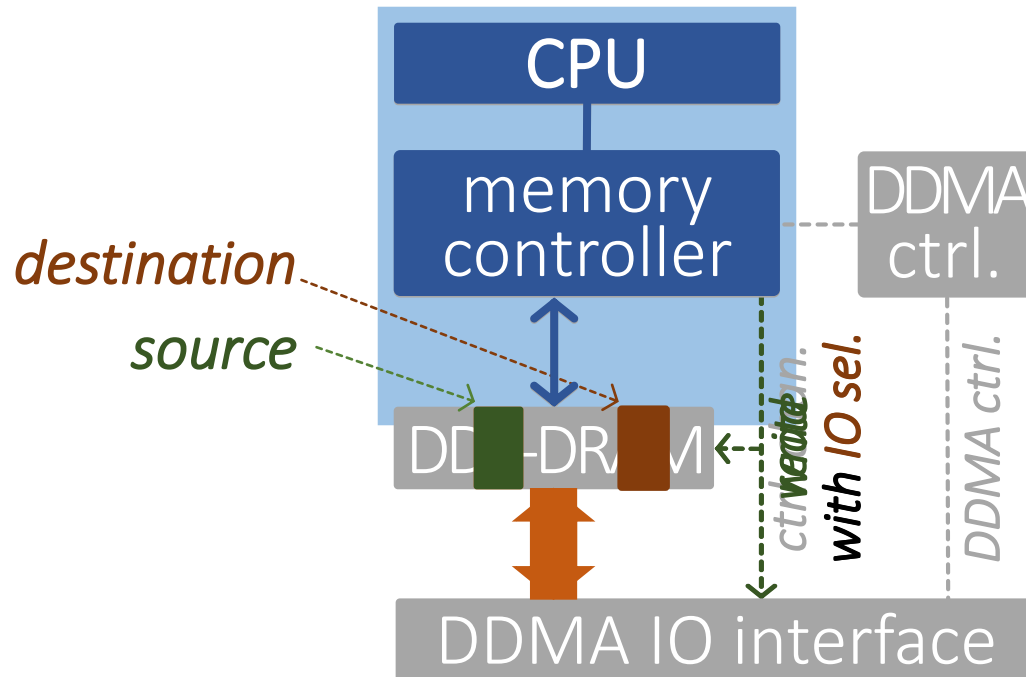 CPU
memory
controller
DDMA
ctrl.
destination
source
with IO sel.
DDMA ctrl.
DDMA IO interface